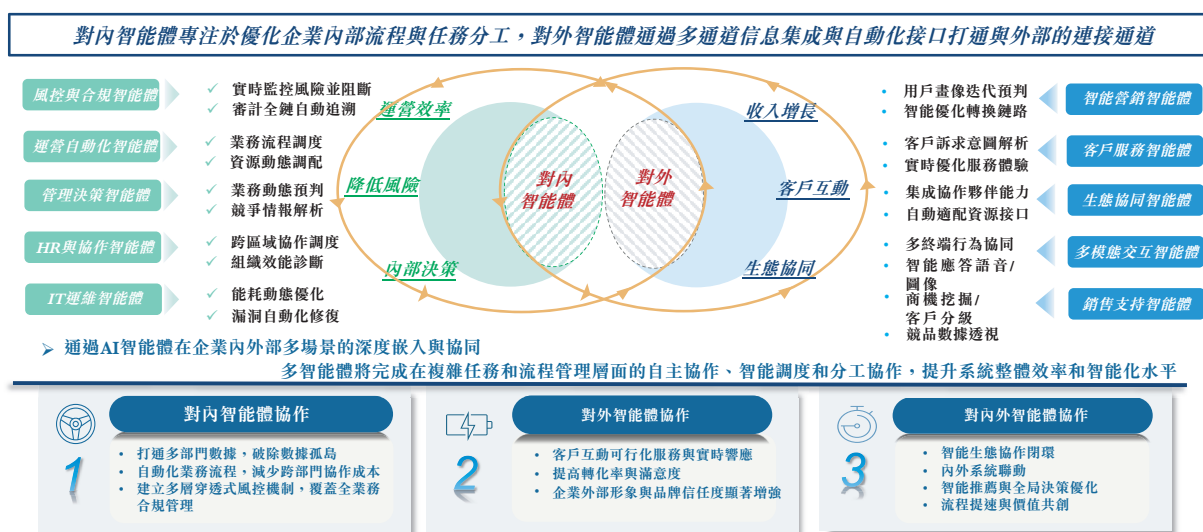 對內智能體專注於優化企業內部流程與任務分工，對外智能體通過多通道信息集成與自動化接口打通與外部的連接通道
風控與合規智能體
✓ 實時監控風險並阻斷
✓ 審計全鏈自動追溯
運營自動化智能體
✓ 業務流程調度
✓ 資源動態調配
管理決策智能體
✓ 業務動態預判
✓ 競爭情報解析
HR與協作智能體
✓ 跨區域協作調度
✓ 組織效能診斷
IT運維智能體
✓ 能耗動態優化
✓ 漏洞自動化修復
運營效率
降低風險
內部決策
對內
智能體
對外
智能體
收入增長
客戶互動
生態協同
• 用戶畫像迭代預判
• 智能優化轉換鏈路
智能營銷智能體
• 客戶訴求意圖解析
• 實時優化服務體驗
客戶服務智能體
• 集成協作夥伴能力
• 自動適配資源接口
生態協同智能體
• 多終端行為協同
• 智能應答語音/
圖像
多模態交互智能體
• 商機挖掘/
客戶分級
• 競品數據透視
銷售支持智能體
➢ 通過AI智能體在企業內外部多場景的深度嵌入與協同
多智能體將完成在複雜任務和流程管理層面的自主協作、智能調度和分工協作，提升系統整體效率和智能化水平
1
對內智能體協作
• 打通多部門數據，破除數據孤島
• 自動化業務流程，減少跨部門協作成本
• 建立多層穿透式風控機制，覆蓋全業務
合規管理
2
對外智能體協作
• 客戶互動可行化服務與實時響應
• 提高轉化率與滿意度
• 企業外部形象與品牌信任度顯著增強
3
對內外智能體協作
• 智能生態協作閉環
• 內外系統聯動
• 智能推薦與全局決策優化
• 流程提速與價值共創